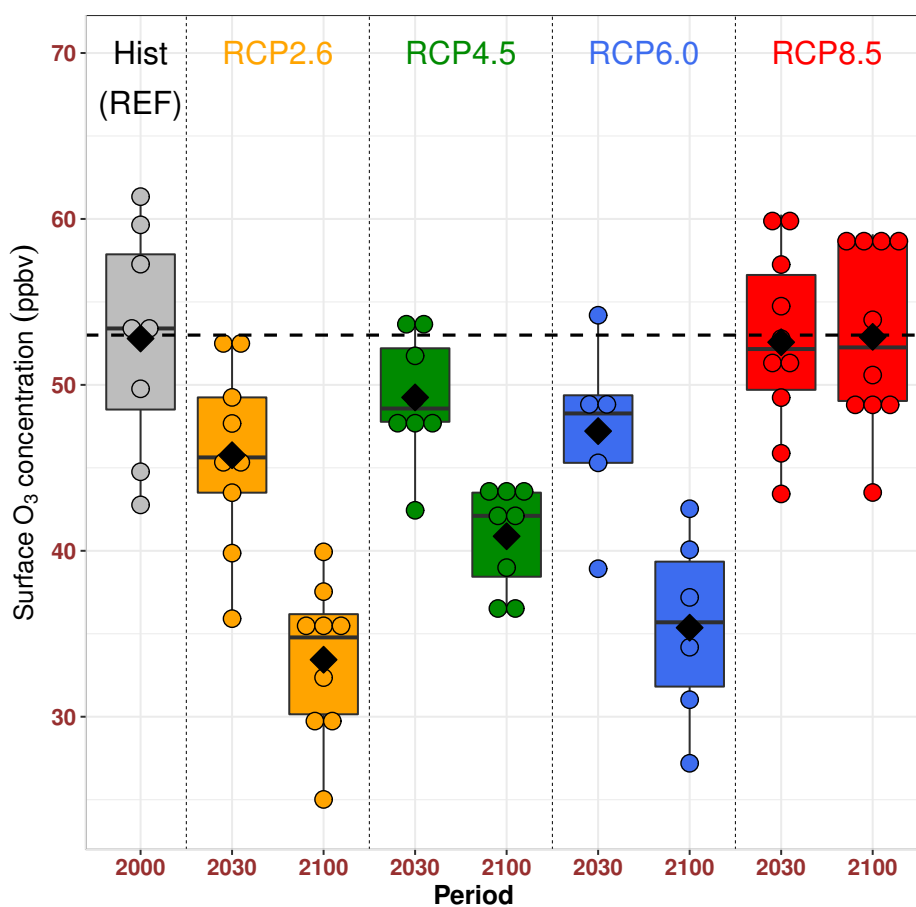 Hist
(REF)
RCP2.6
RCP4.5
RCP6.0
RCP8.5
70
60
50
40
30
Surface O₃ concentration (ppbv)
2000
2030
2100
2030
2100
2030
2100
2030
2100
Period